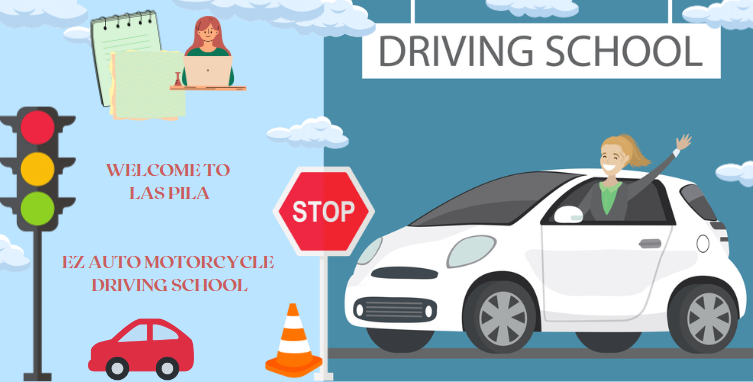 DRIVING SCHOOL
WELCOME TO
LAS PILA
STOP
EZ AUTO MOTORCYCLE
DRIVING SCHOOL